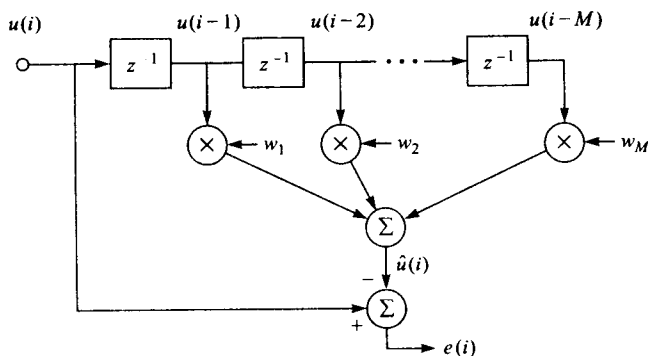 u(i) u(i−1) u(i−2) u(i−M)
z⁻¹ z⁻¹ • • • z⁻¹
× w₁ × w₂ × w_M
Σ
− û(i)
Σ
+
e(i)